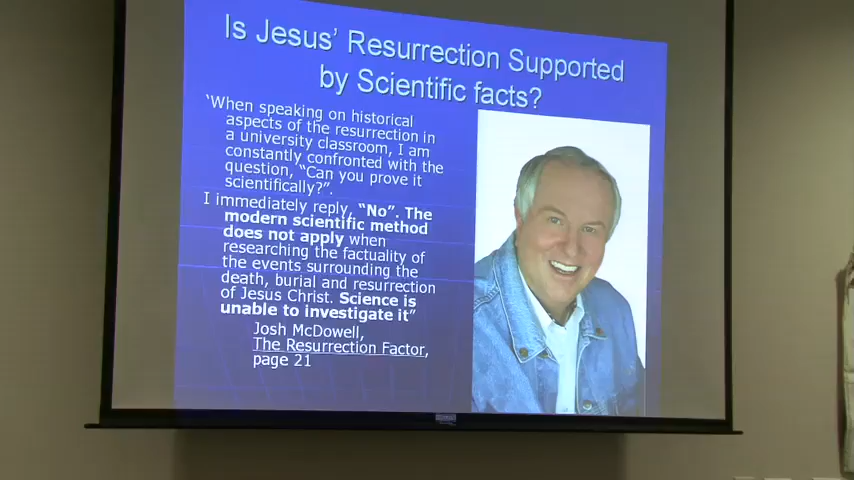 Is Jesus' Resurrection Supported
by Scientific facts?
'When speaking on historical
aspects of the resurrection in
a university classroom, I am
constantly confronted with the
question, "Can you prove it
scientifically?".
I immediately reply, "No". The
modern scientific method
does not apply when
researching the factuality of
the events surrounding the
death, burial and resurrection
of Jesus Christ. Science is
unable to investigate it"
Josh McDowell,
The Resurrection Factor,
page 21